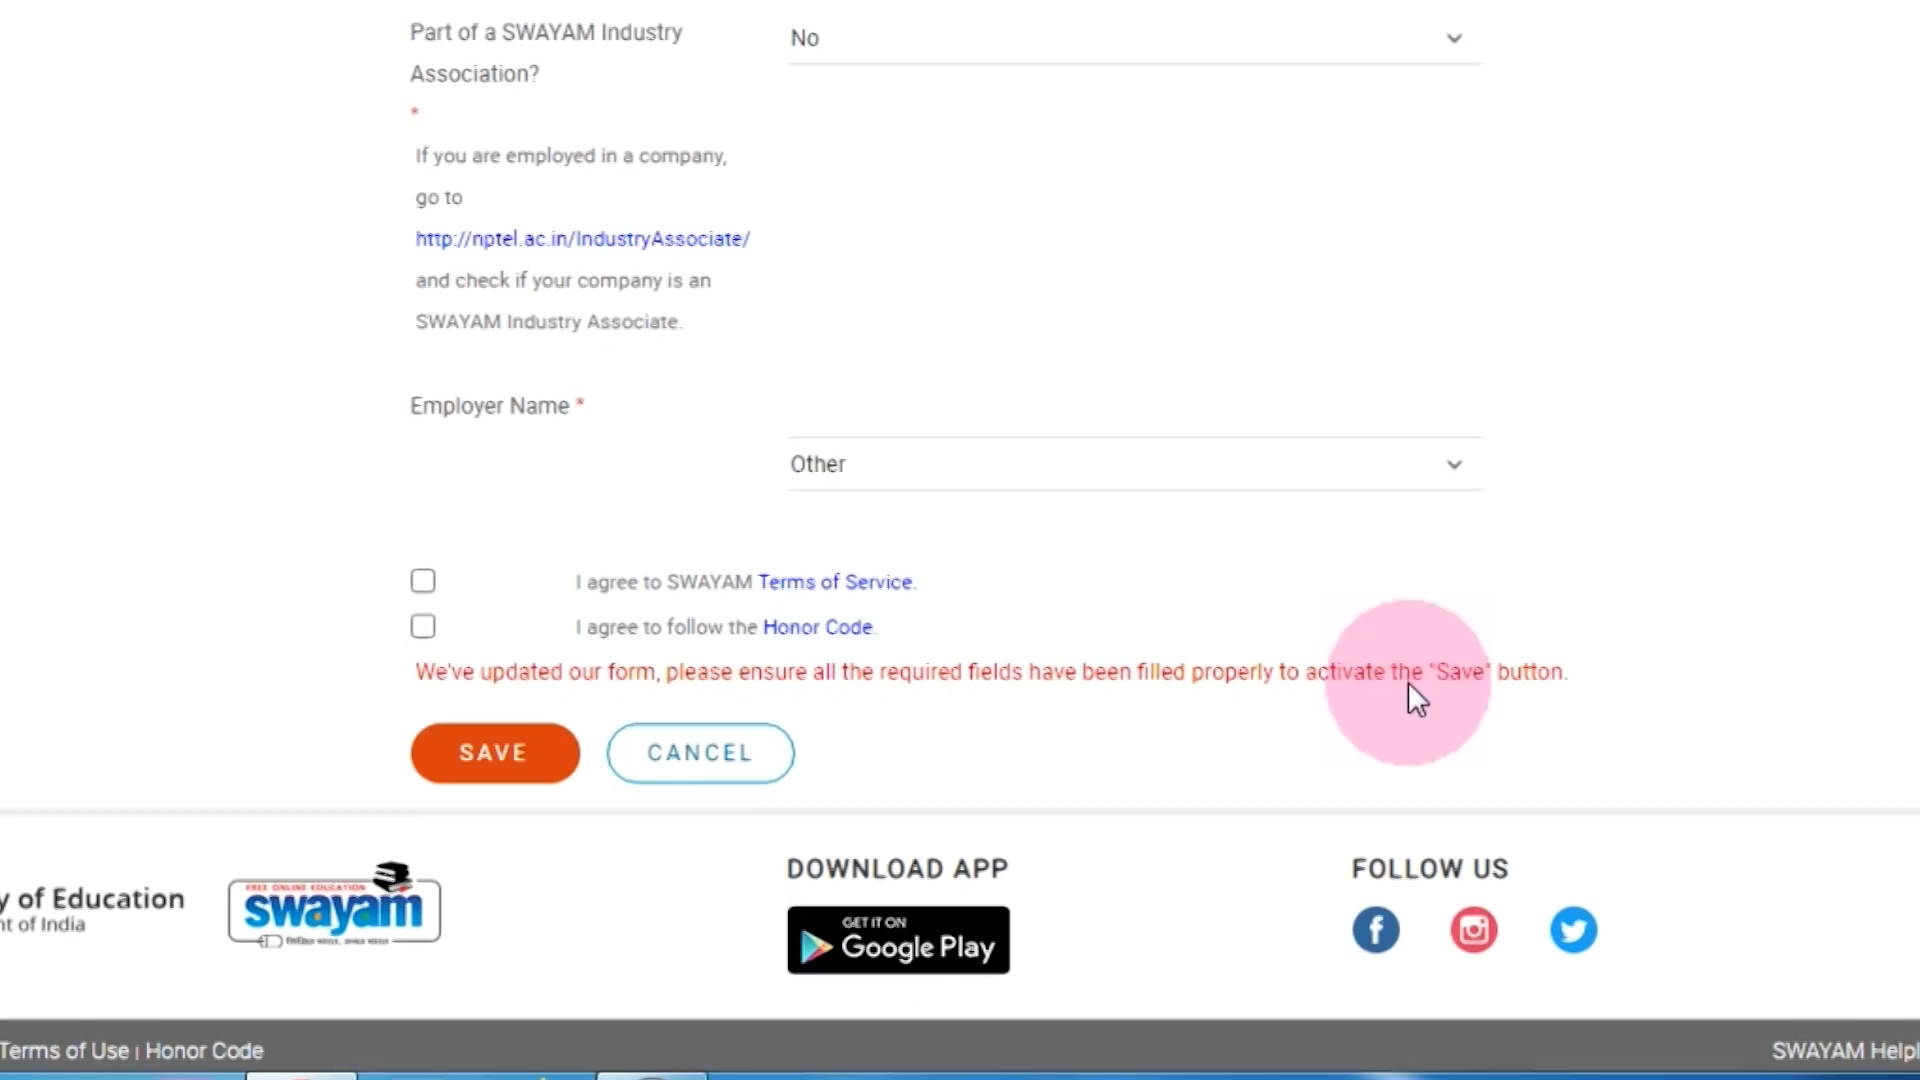 Part of a SWAYAM Industry
No
Association?
*
If you are employed in a company,
go to
http://nptel.ac.in/IndustryAssociate/
and check if your company is an
SWAYAM Industry Associate.
Employer Name *
Other
I agree to SWAYAM Terms of Service.
I agree to follow the Honor Code.
We've updated our form, please ensure all the required fields have been filled properly to activate the "Save" button.
SAVE
CANCEL
y of Education
nt of India
FREE ONLINE EDUCATION
swayam
DOWNLOAD APP
GET IT ON
Google Play
FOLLOW US
Terms of Use | Honor Code
SWAYAM Helpl